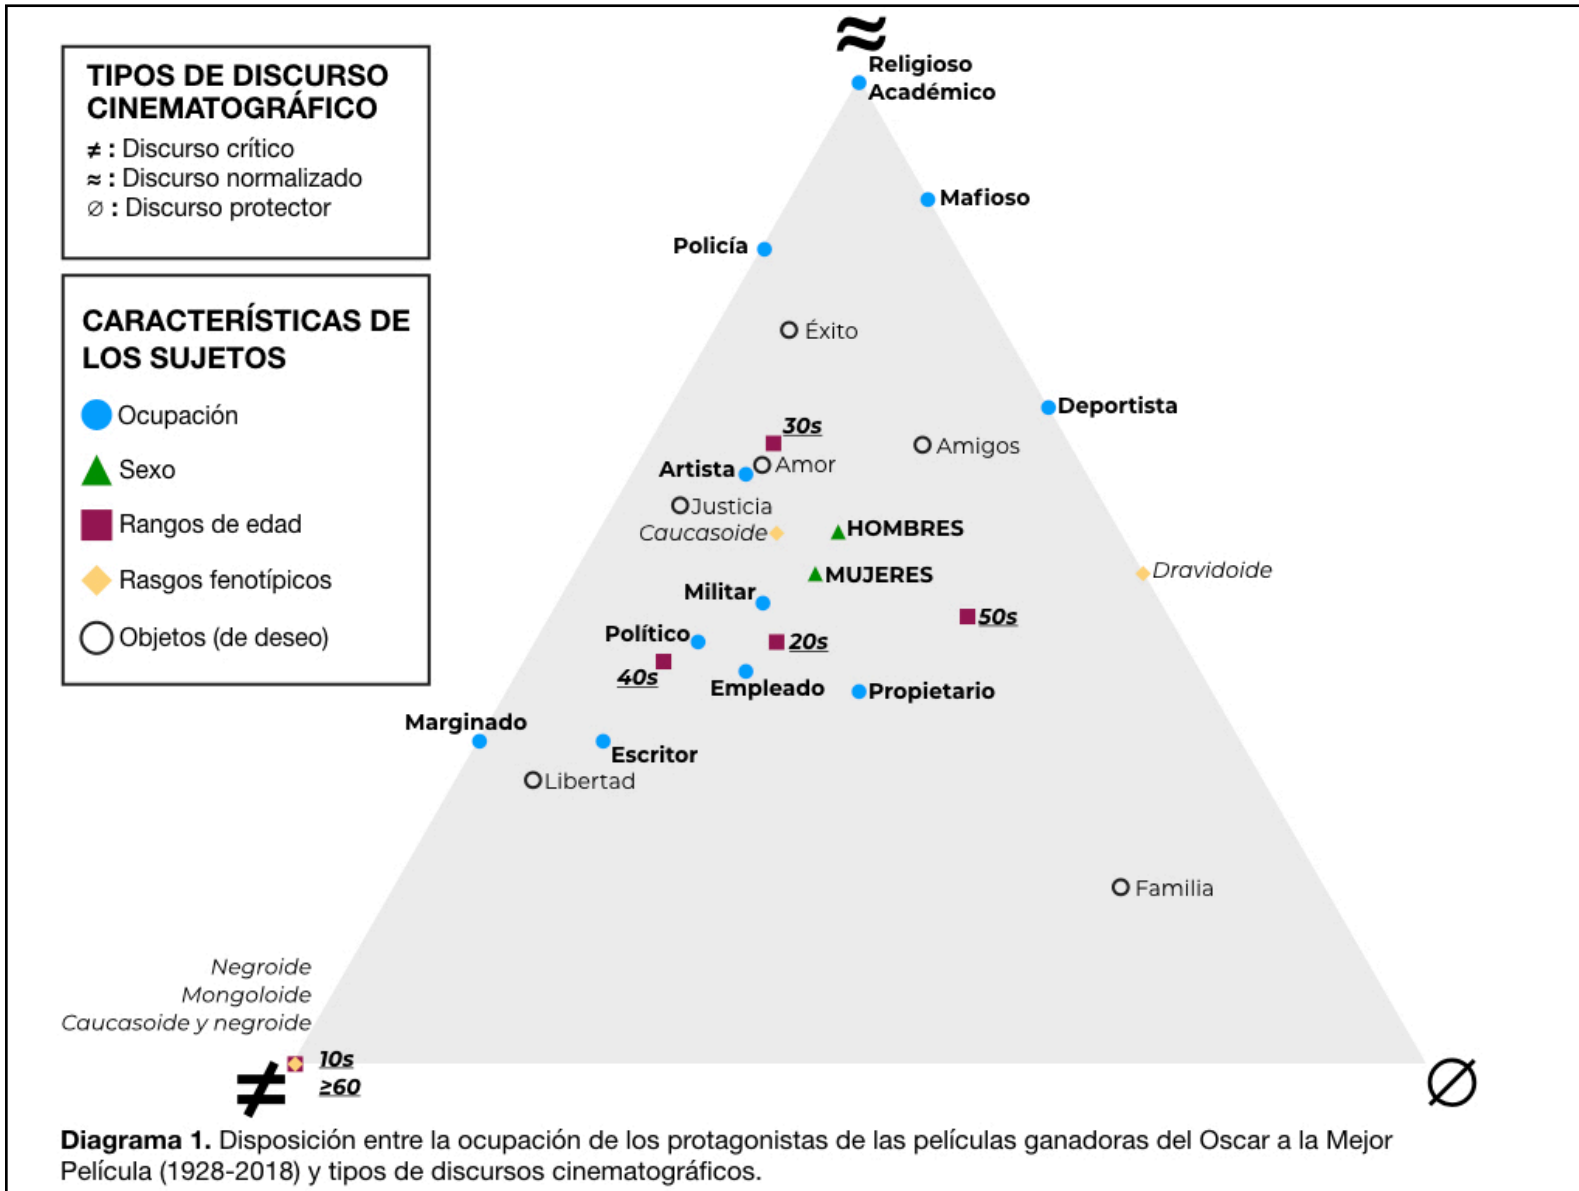 TIPOS DE DISCURSO
CINEMATOGRÁFICO
≠ : Discurso crítico
≈ : Discurso normalizado
∅ : Discurso protector
CARACTERÍSTICAS DE
LOS SUJETOS
Ocupación
Sexo
Rangos de edad
Rasgos fenotípicos
Objetos (de deseo)
≈
Religioso
Académico
Mafioso
Policía
Éxito
Deportista
30s
Amigos
Artista
Amor
Justicia
Caucasoide
HOMBRES
Dravidoide
MUJERES
Militar
50s
Político
20s
40s
Empleado
Propietario
Marginado
Escritor
Libertad
Familia
Negroide
Mongoloide
Caucasoide y negroide
10s
≥60
≠
∅
Diagrama 1. Disposición entre la ocupación de los protagonistas de las películas ganadoras del Oscar a la Mejor
Película (1928-2018) y tipos de discursos cinematográficos.